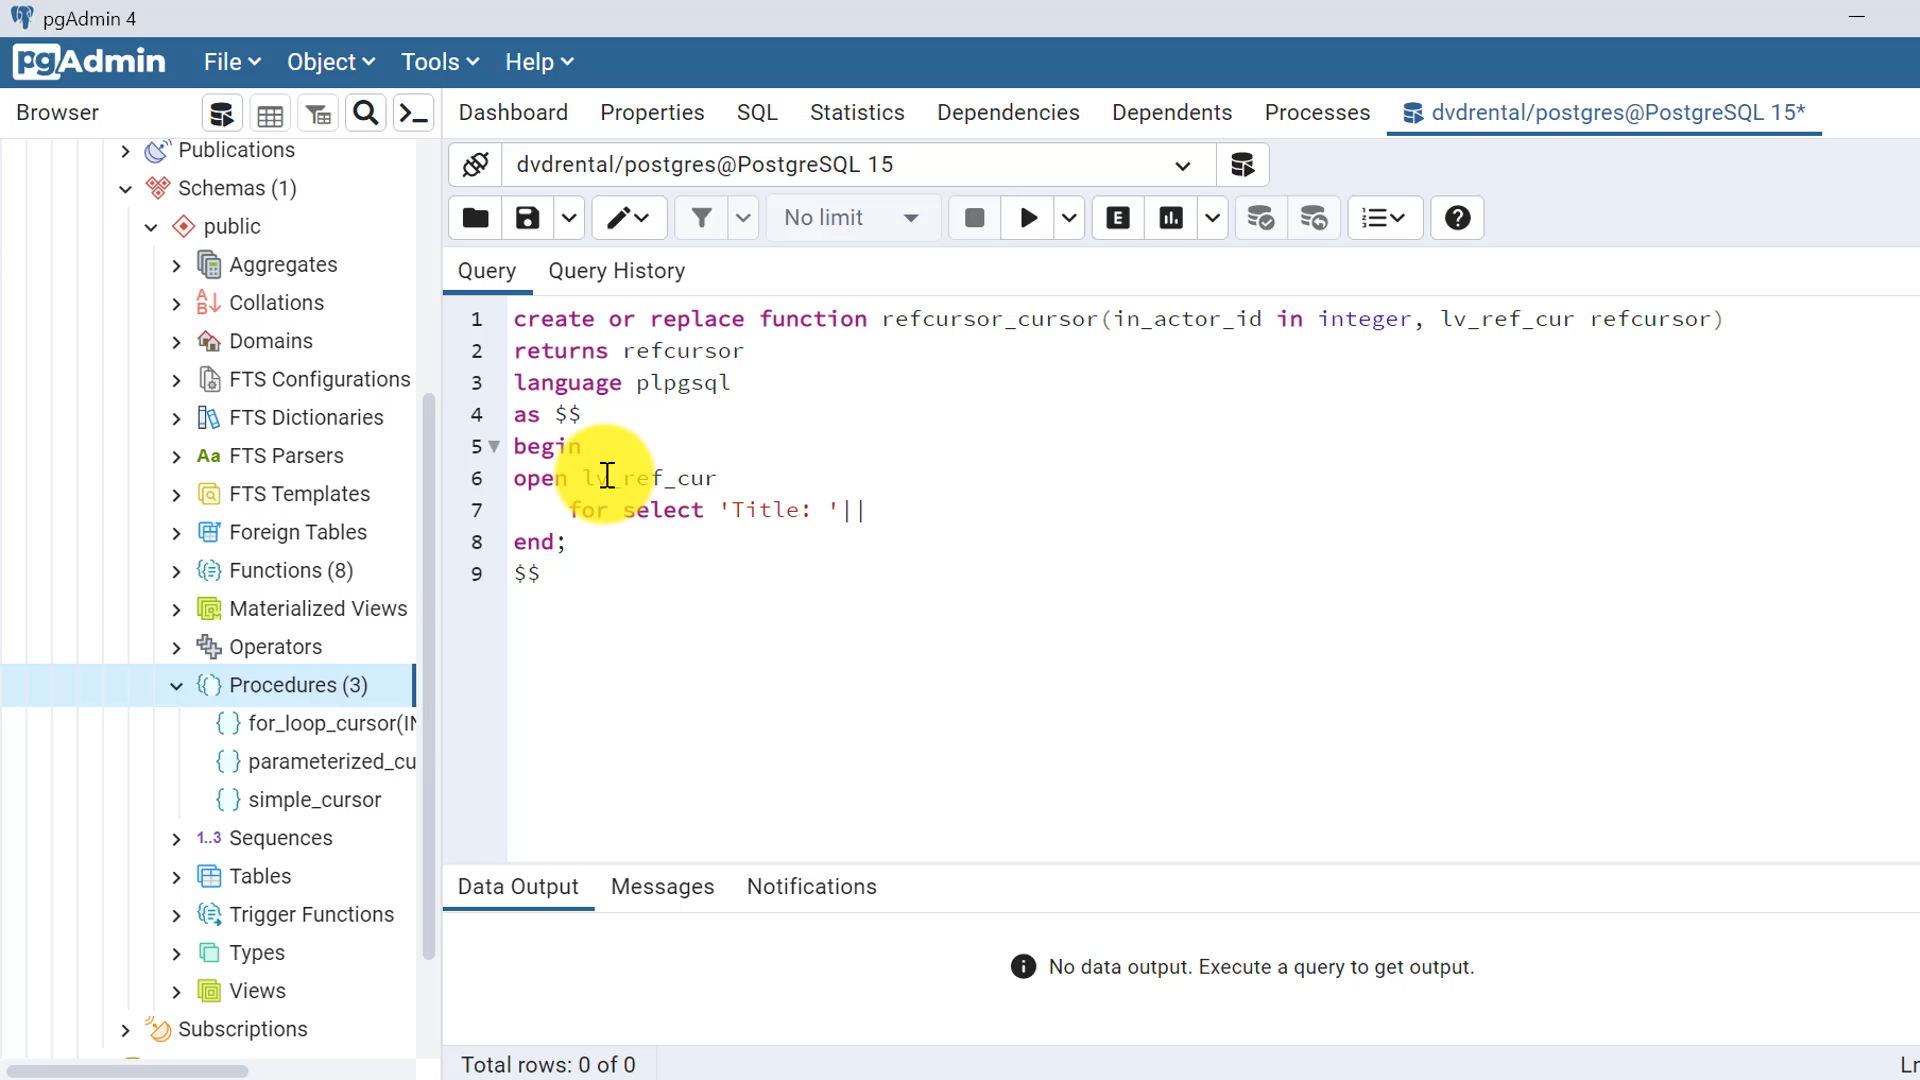 pgAdmin 4
pgAdmin File Object Tools Help
Browser
Dashboard Properties SQL Statistics Dependencies Dependents Processes dvdrental/postgres@PostgreSQL 15*
Publications
Schemas (1)
public
Aggregates
Collations
Domains
FTS Configurations
FTS Dictionaries
Aa FTS Parsers
FTS Templates
Foreign Tables
Functions (8)
Materialized Views
Operators
Procedures (3)
for_loop_cursor(IN
parameterized_cu
simple_cursor
1..3 Sequences
Tables
Trigger Functions
Types
Views
Subscriptions
dvdrental/postgres@PostgreSQL 15
No limit E
Query Query History
1 create or replace function refcursor_cursor(in_actor_id in integer, lv_ref_cur refcursor)
2 returns refcursor
3 language plpgsql
4 as $$
5 begin
6 open lv_ref_cur
7 for select 'Title: '||
8 end;
9 $$
Data Output Messages Notifications
No data output. Execute a query to get output.
Total rows: 0 of 0 Ln